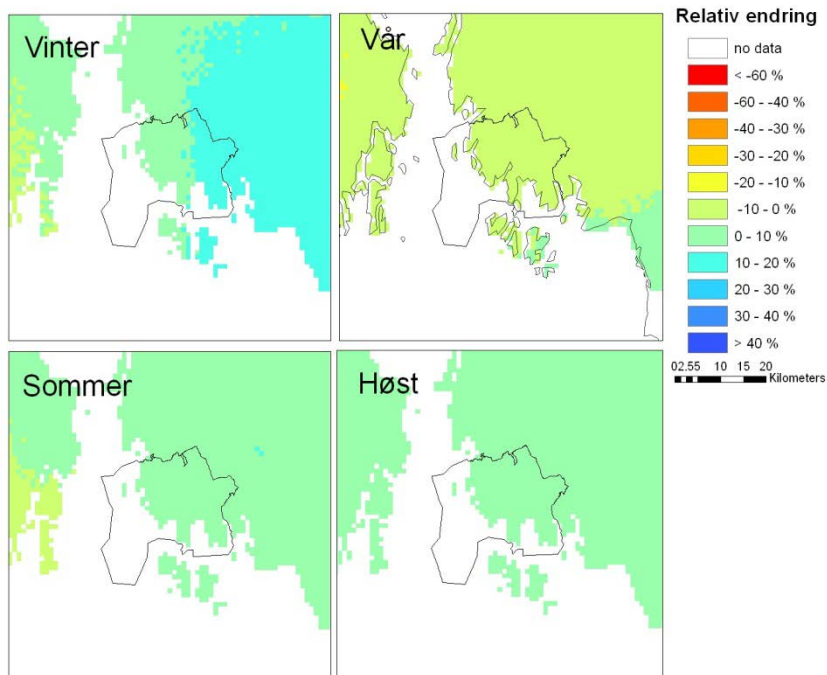 Vinter
Vår
Sommer
Høst
Relativ endring
no data
< -60 %
-60 - -40 %
-40 - -30 %
-30 - -20 %
-20 - -10 %
-10 - 0 %
0 - 10 %
10 - 20 %
20 - 30 %
30 - 40 %
> 40 %
02.55 10 15 20
Kilometers